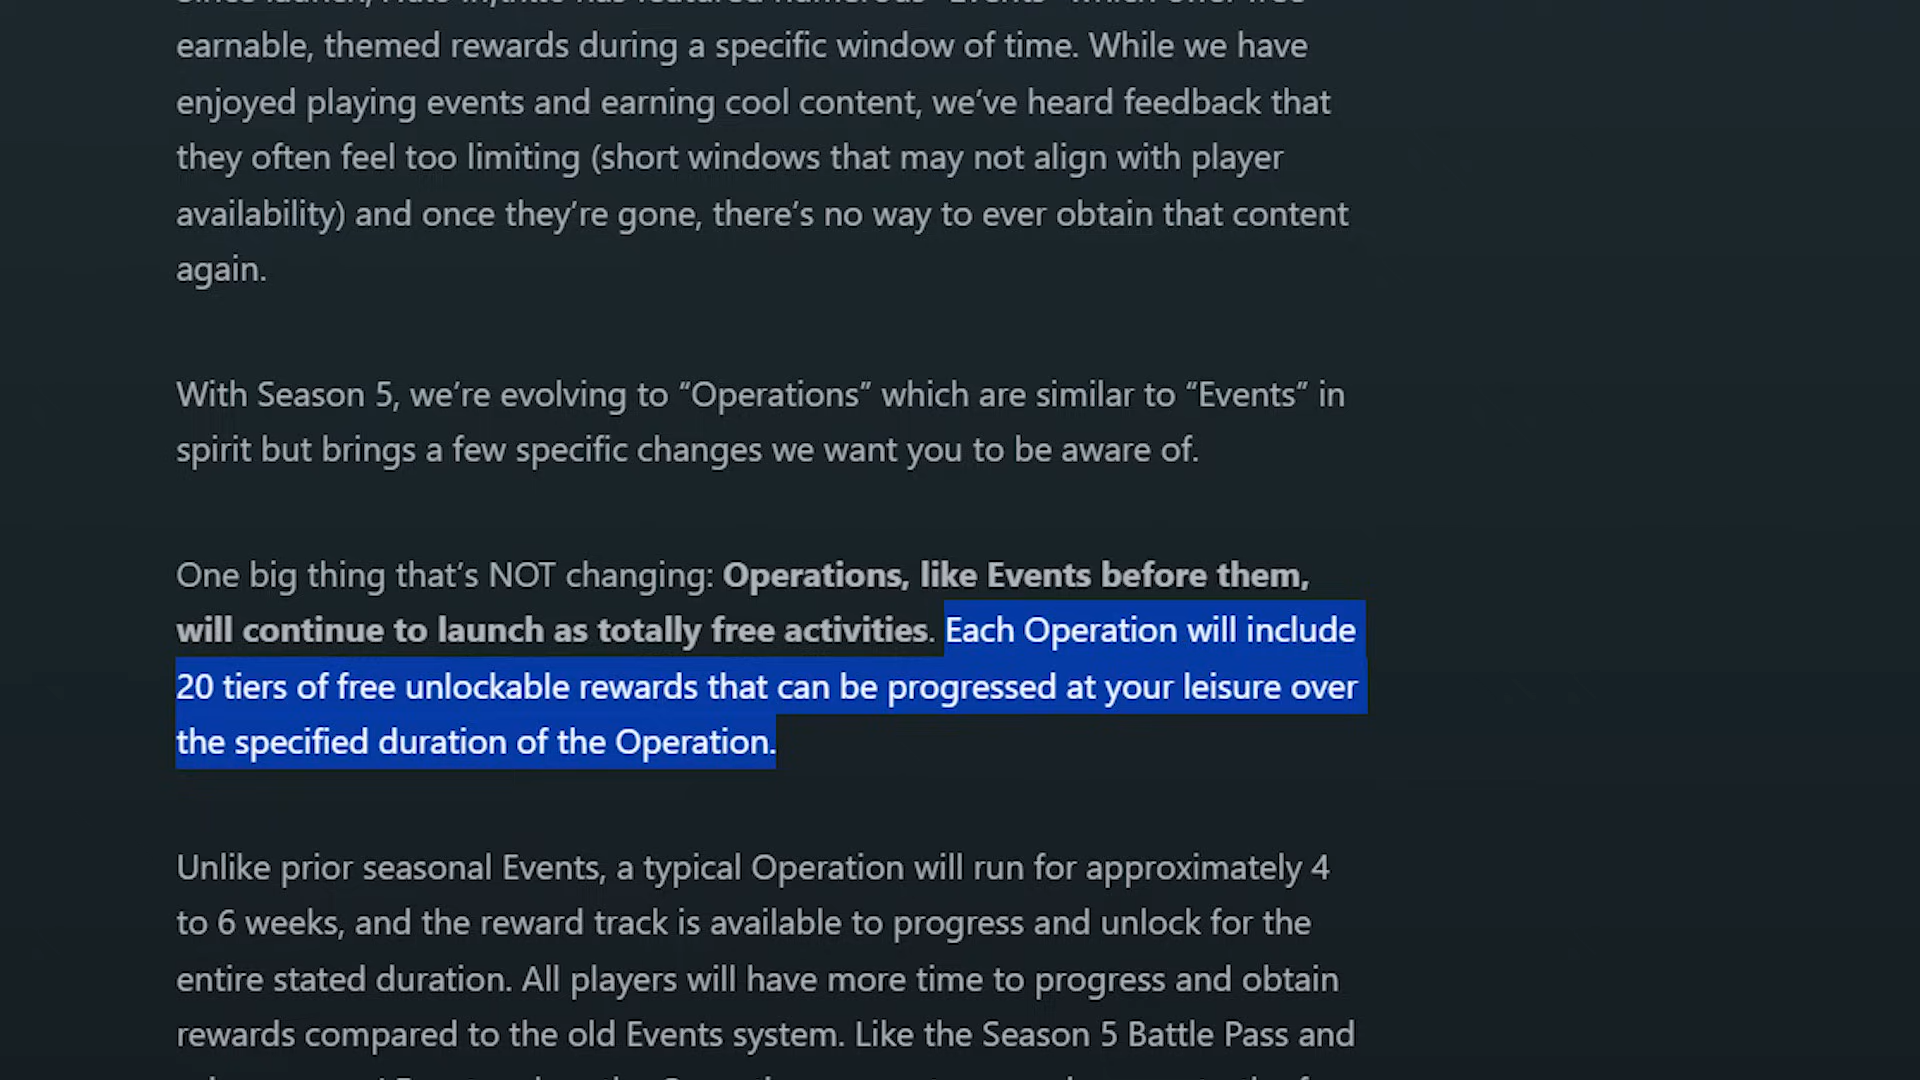 earnable, themed rewards during a specific window of time. While we have
enjoyed playing events and earning cool content, we’ve heard feedback that
they often feel too limiting (short windows that may not align with player
availability) and once they’re gone, there’s no way to ever obtain that content
again.
With Season 5, we’re evolving to “Operations” which are similar to “Events” in
spirit but brings a few specific changes we want you to be aware of.
One big thing that’s NOT changing: Operations, like Events before them,
will continue to launch as totally free activities. Each Operation will include
20 tiers of free unlockable rewards that can be progressed at your leisure over
the specified duration of the Operation.
Unlike prior seasonal Events, a typical Operation will run for approximately 4
to 6 weeks, and the reward track is available to progress and unlock for the
entire stated duration. All players will have more time to progress and obtain
rewards compared to the old Events system. Like the Season 5 Battle Pass and